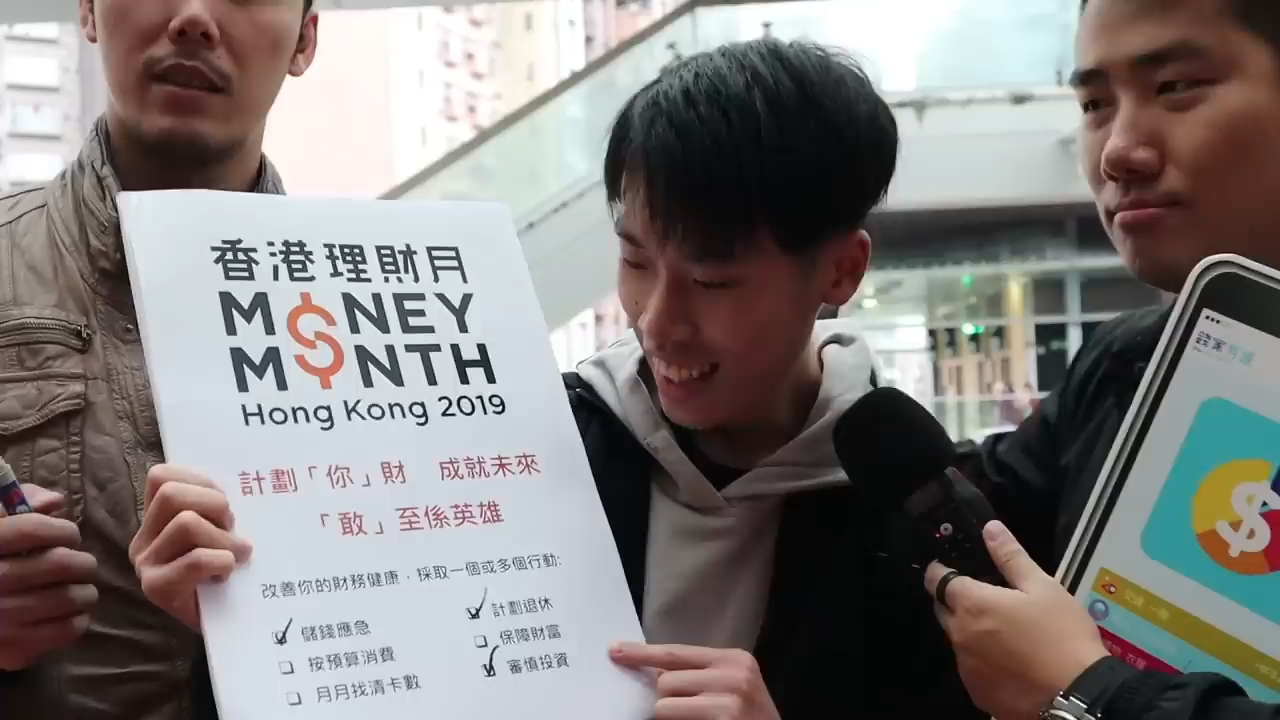 香港理財月
M$NEY
M$NTH
Hong Kong 2019
計劃「你」財 成就未來
「敢」至係英雄
改善你的財務健康，採取一個或多個行動:
儲錢應急
按預算消費
月月找清卡數
計劃退休
保障財富
審慎投資
錢家有道